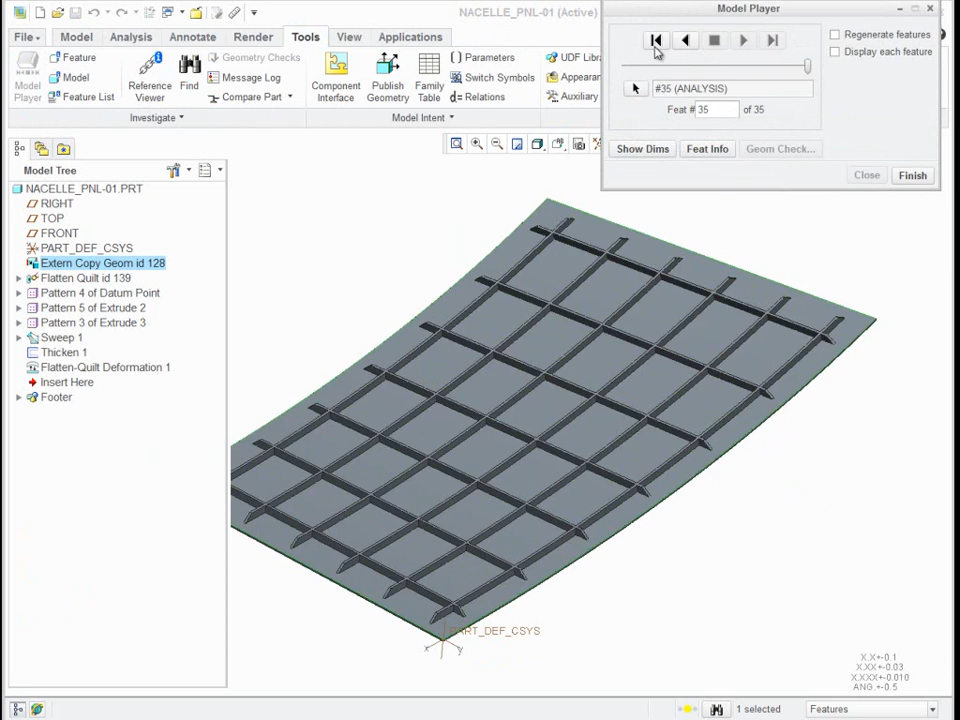 NACELLE_PNL-01 (Active)
Model Player
File
Model
Analysis
Annotate
Render
Tools
View
Applications
Regenerate features
Display each feature
Feature
Model
Feature List
Model Player
Reference Viewer
Find
Geometry Checks
Message Log
Compare Part
Component Interface
Publish Geometry
Family Table
Parameters
Switch Symbols
Relations
UDF Libr
Appearan
Auxiliary
Investigate
Model Intent
#35 (ANALYSIS)
Feat # 35 of 35
Show Dims
Feat Info
Geom Check...
Close
Finish
Model Tree
NACELLE_PNL-01.PRT
RIGHT
TOP
FRONT
PART_DEF_CSYS
Extern Copy Geom id 128
Flatten Quilt id 139
Pattern 4 of Datum Point
Pattern 5 of Extrude 2
Pattern 3 of Extrude 3
Sweep 1
Thicken 1
Flatten-Quilt Deformation 1
Insert Here
Footer
PART_DEF_CSYS
x
y
X.X+-0.1
X.XX+-0.03
X.XXX+-0.010
ANG.+-0.5
1 selected
Features